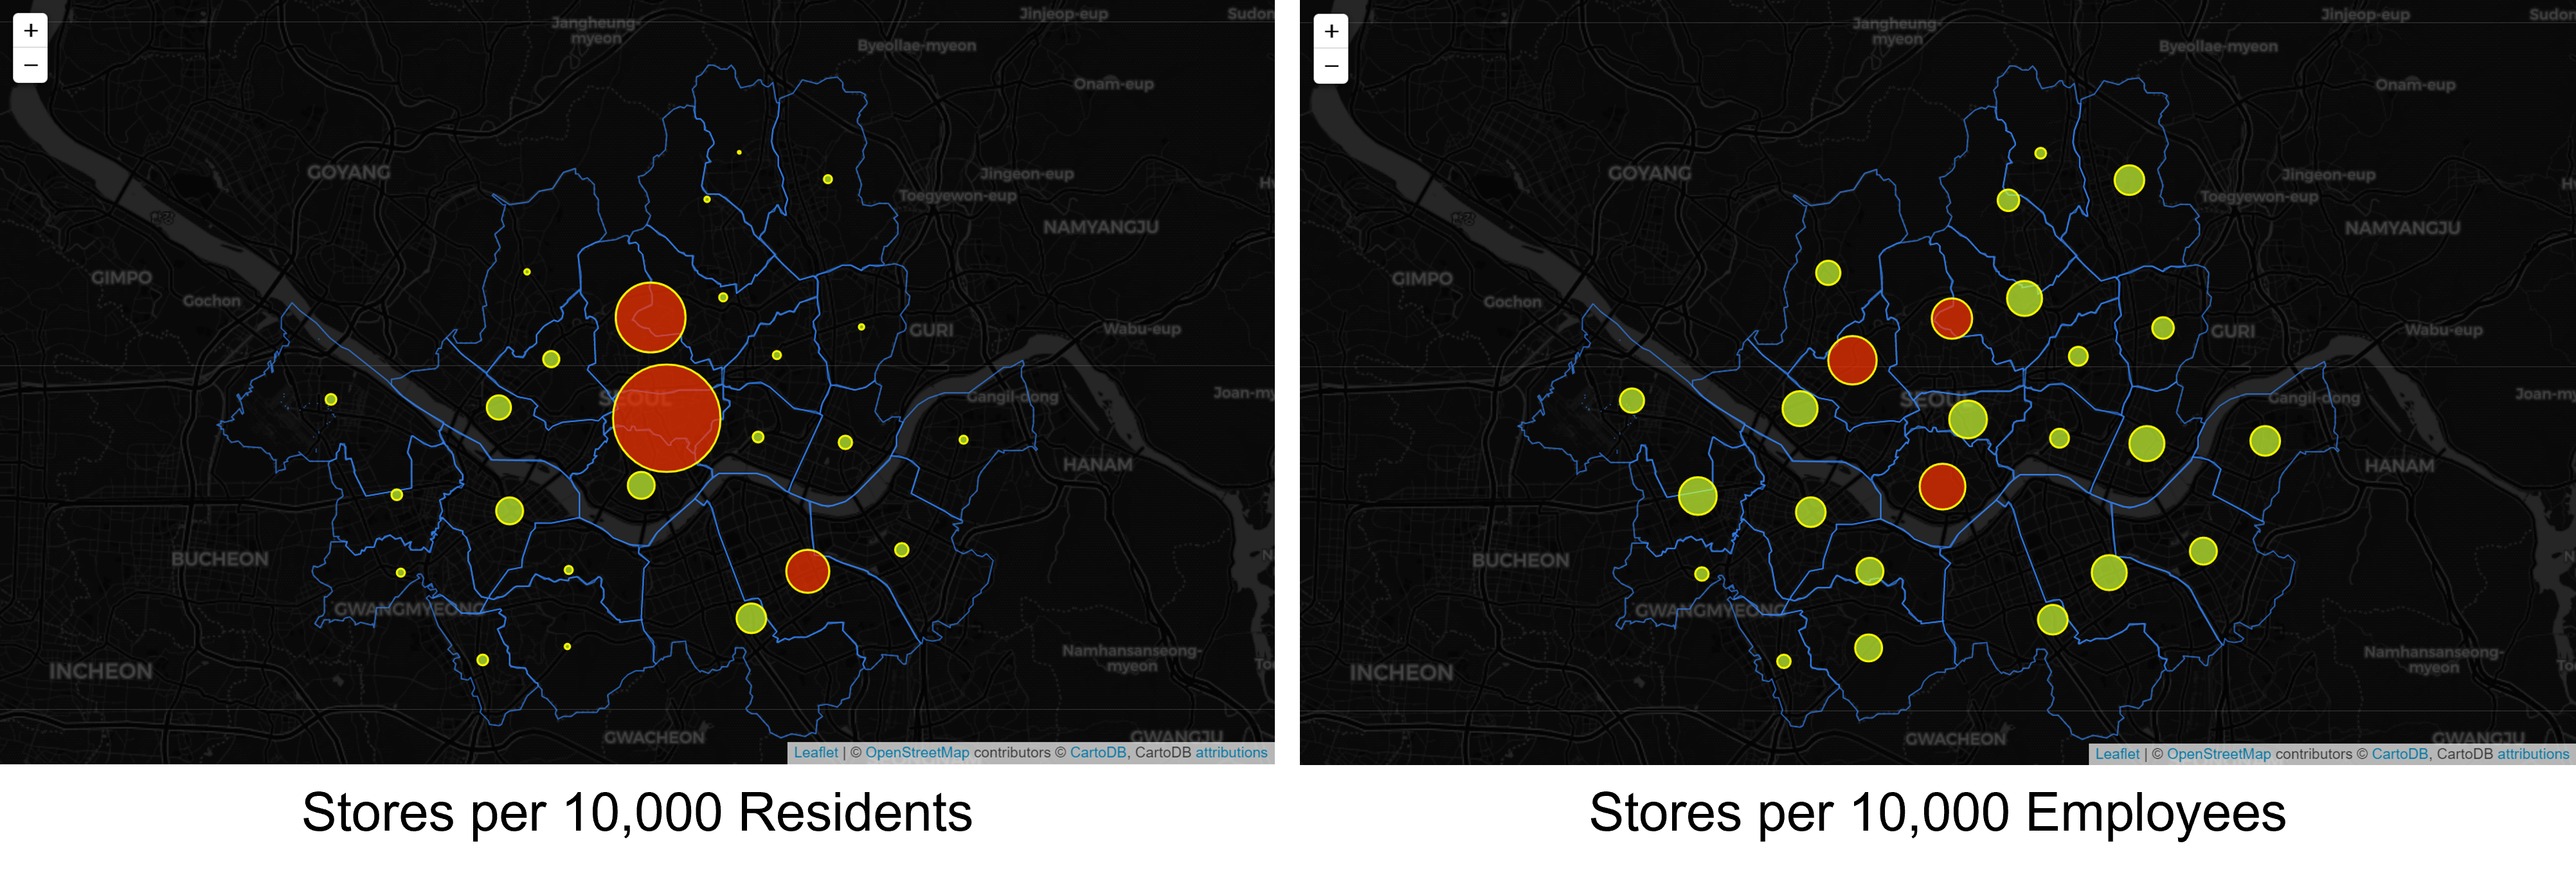 +
−
Jangheung-
myeon
Jinjeop-eup
Sudon
Byeollae-myeon
Onam-eup
GOYANG
Jingeon-eup
Toegyewon-eup
NAMYANGJU
GIMPO
Gochon
GURI
Wabu-eup
SEOUL
Gangil-dong
Joan-my
HANAM
BUCHEON
GWANGMYEONG
INCHEON
Namhansanseong-
myeon
GWACHEON
GWANGJU
Leaflet | © OpenStreetMap contributors © CartoDB, CartoDB attributions
Stores per 10,000 Residents
+
−
Jangheung-
myeon
Jinjeop-eup
Sud
Byeollae-myeon
Onam-eup
GOYANG
Jingeon-eup
Toegyewon-eup
NAMYANGJU
GIMPO
Gochon
GURI
Wabu-eup
SEOUL
Gangil-dong
Joan-m
HANAM
BUCHEON
GWANGMYEONG
INCHEON
Namhansanseong-
myeon
GWACHEON
GWANGJU
Leaflet | © OpenStreetMap contributors © CartoDB, CartoDB attributions
Stores per 10,000 Employees